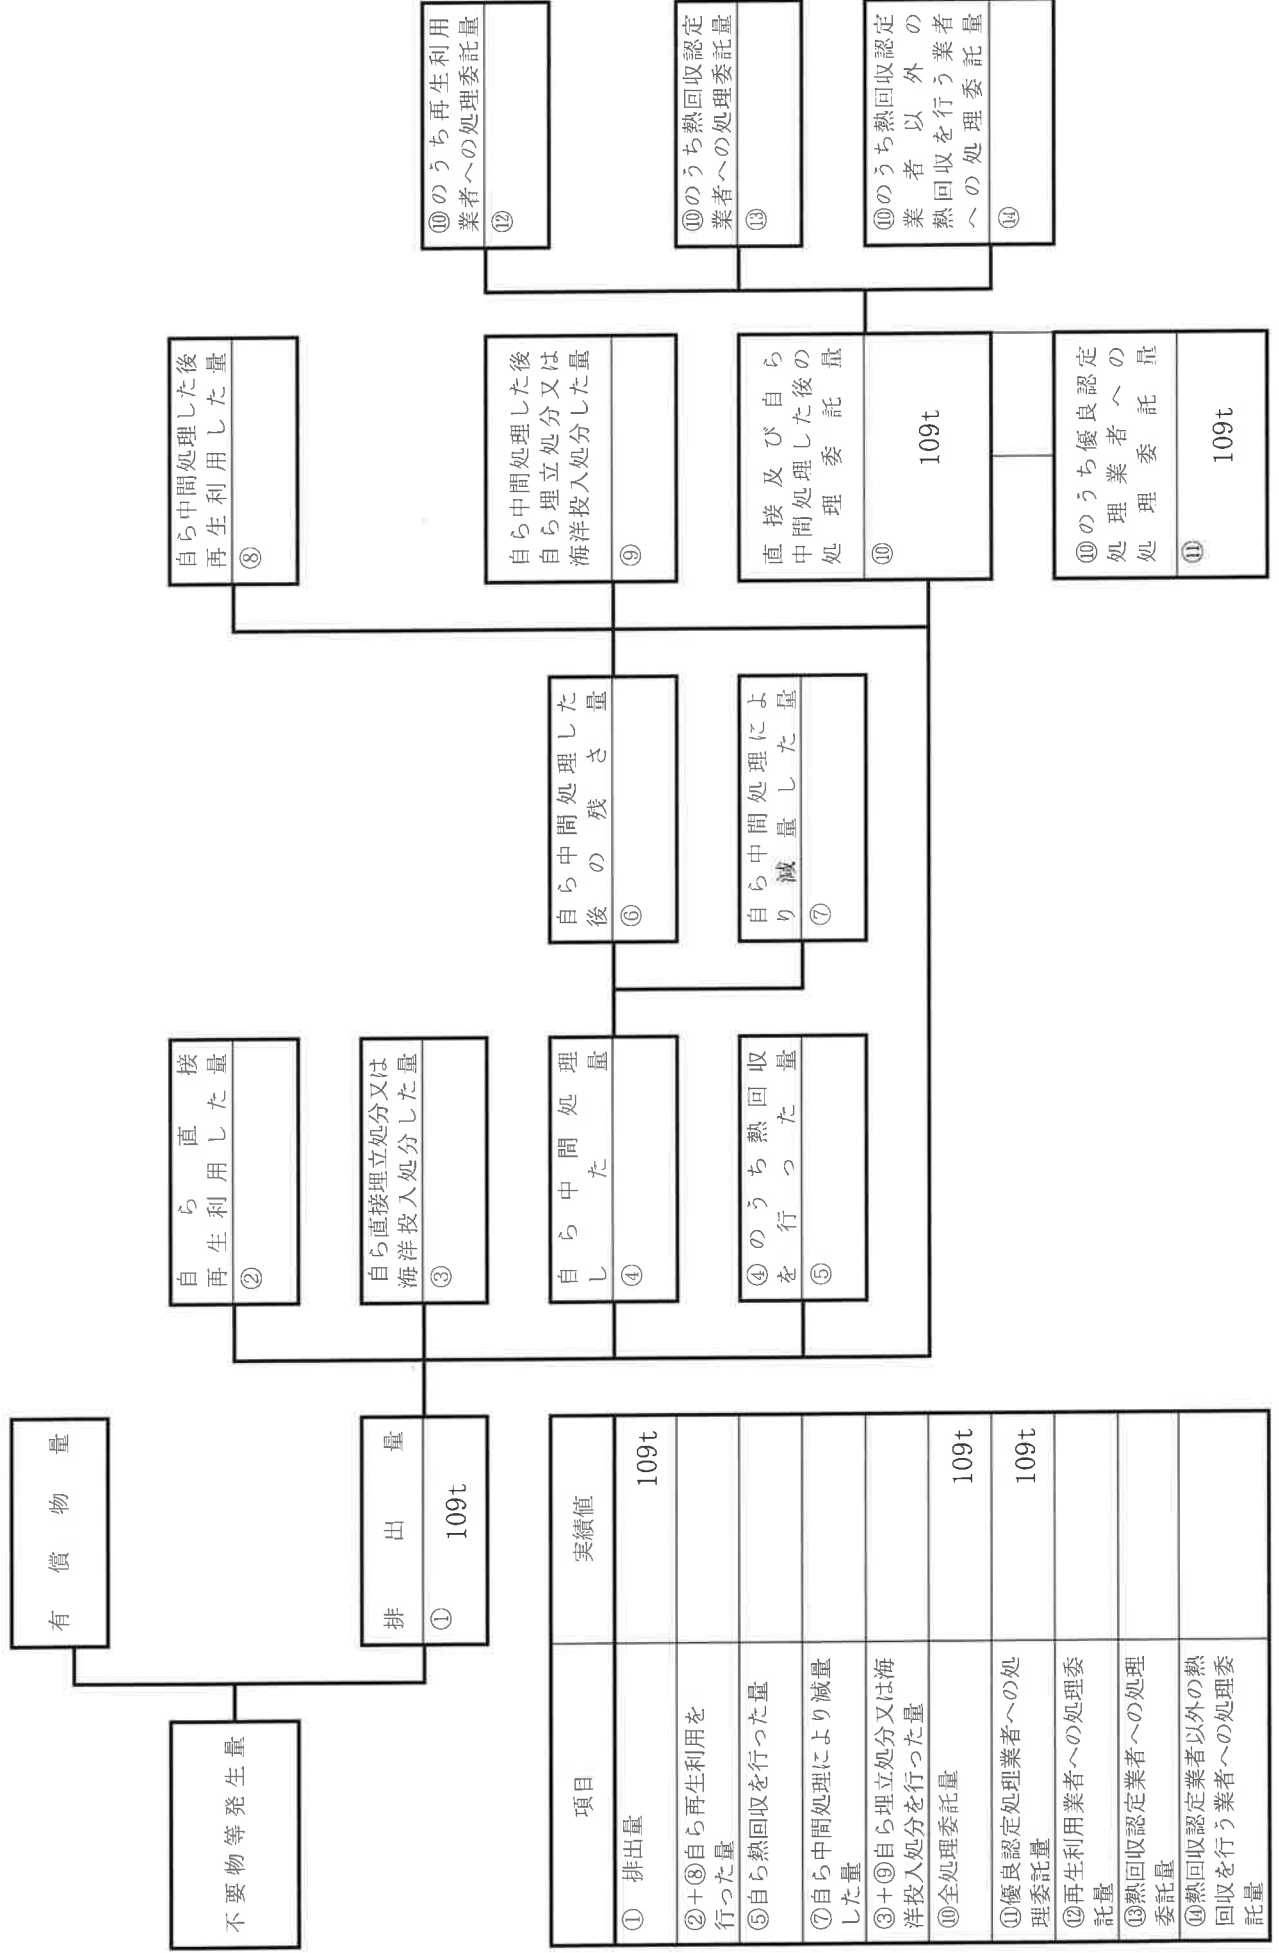 不要物等発生量
有償物量
排出量
①
109t
自ら直接
再生利用した量
②
自ら直接埋立処分又は
海洋投入処分した量
③
自ら中間処理
した量
④
④のうち熱回収
を行った量
⑤
自ら中間処理した
後の残さ量
⑥
自ら中間処理によ
り減量した量
⑦
自ら中間処理した後
再生利用した量
⑧
自ら中間処理した後
自ら埋立処分又は
海洋投入処分した量
⑨
直接及び自ら
中間処理した後の
処理委託量
⑩
109t
⑩のうち優良認定
処理業者への
処理委託量
⑪
109t
⑩のうち再生利用
業者への処理委託量
⑫
⑩のうち熱回収認定
業者への処理委託量
⑬
⑩のうち熱回収認定
業者以外の
熱回収を行う業者
への処理委託量
⑭
項目 実績値
① 排出量 109t
②+⑧自ら再生利用を
行った量
⑤自ら熱回収を行った量
⑦自ら中間処理により減量
した量
③+⑨自ら埋立処分又は海
洋投入処分を行った量
⑩全処理委託量 109t
⑪優良認定処理業者への処
理委託量 109t
⑫再生利用業者への処理委
託量
⑬熱回収認定業者への処理
委託量
⑭熱回収認定業者以外の熱
回収を行う業者への処理委
託量